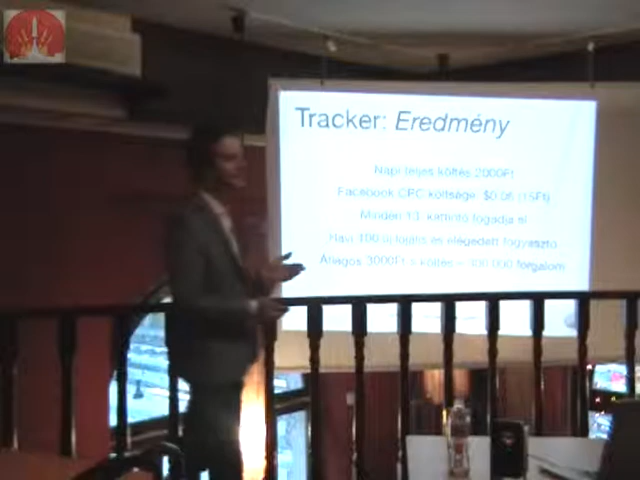 Tracker: Eredmény
Napi teljes költés 2000Ft
Facebook CPC költsége: $0.06 (15Ft)
Minden 13. kattintó fogadja el
Havi 100 új lojális és elégedett fogyasztó
Átlagos 3000Ft költés = 300.000 forgalom